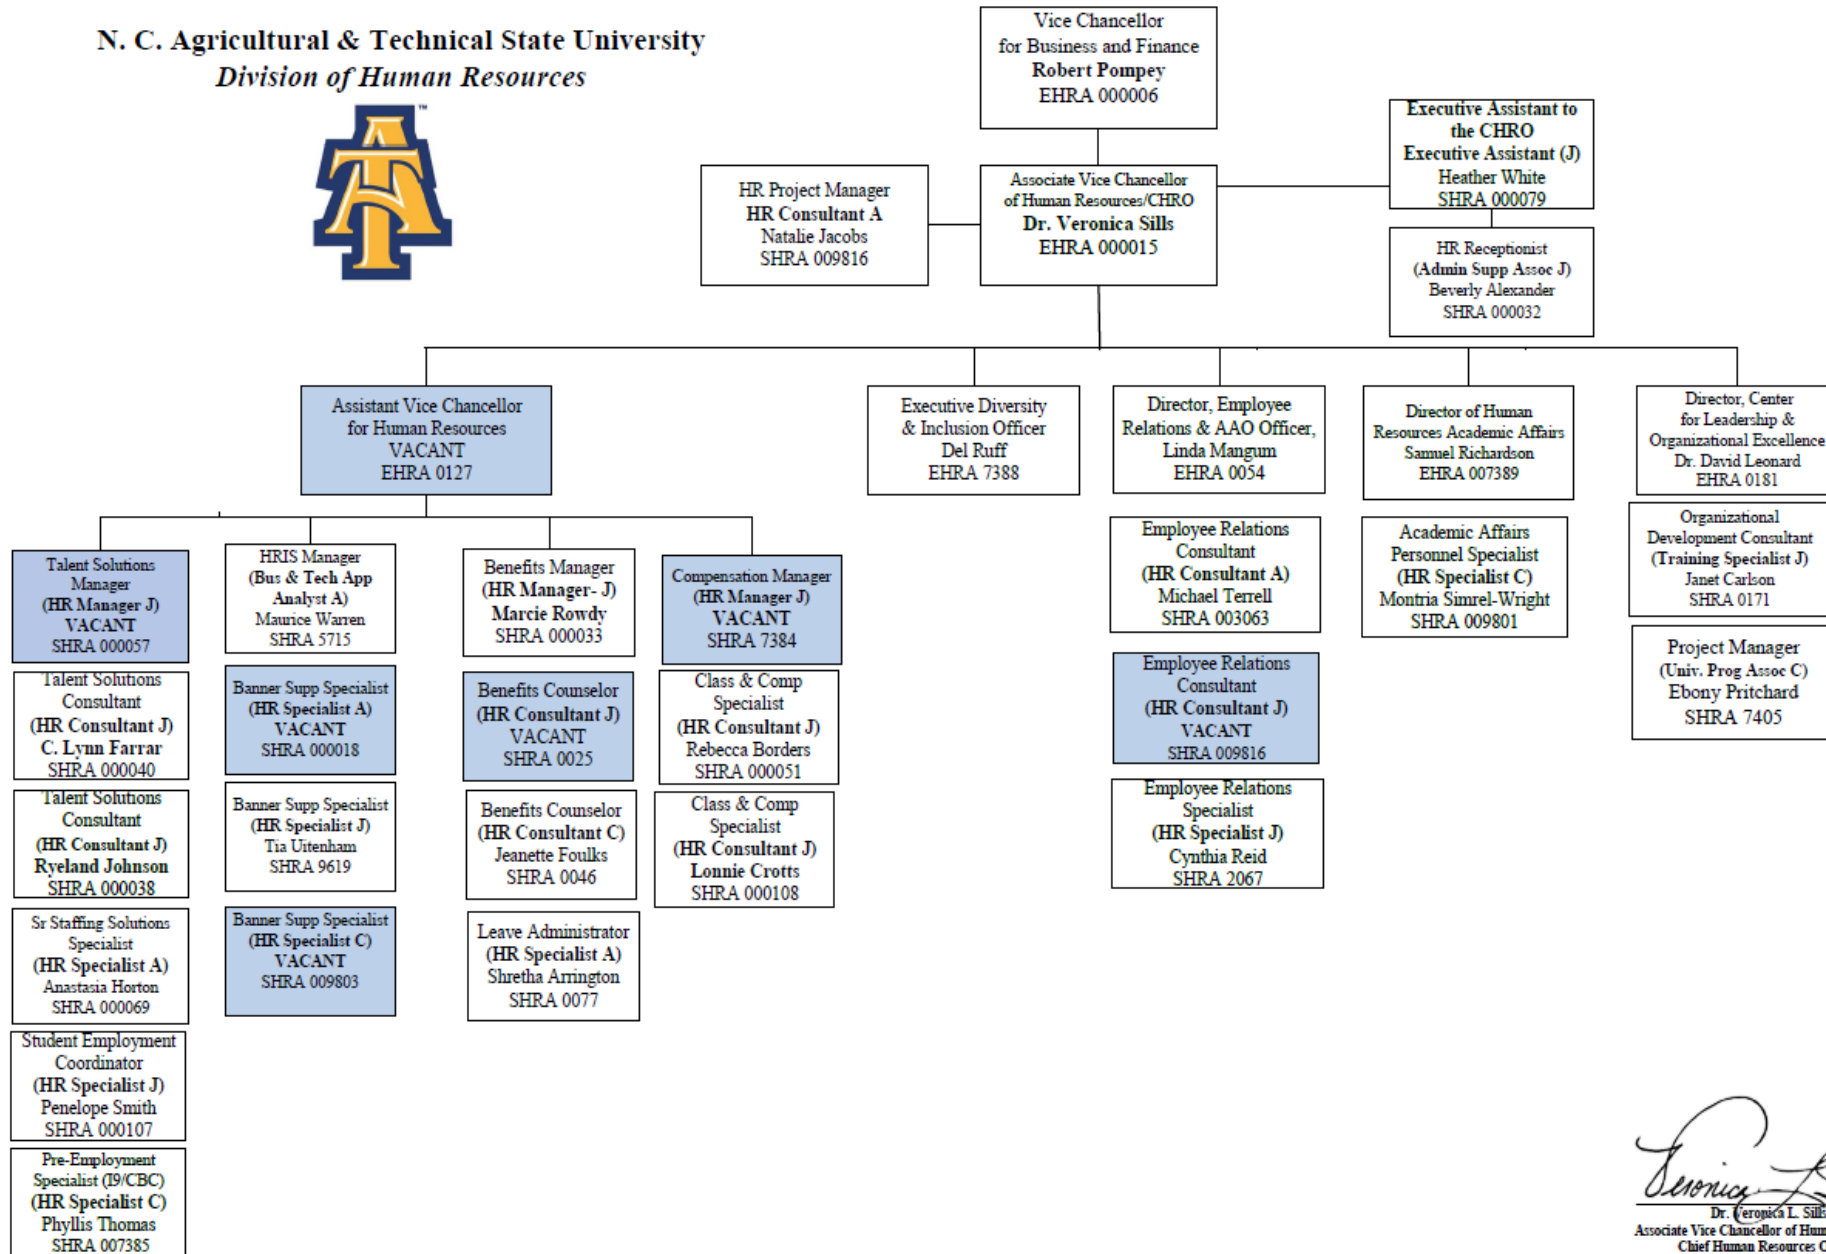 N. C. Agricultural & Technical State University
Division of Human Resources
Vice Chancellor
for Business and Finance
Robert Pompey
EHRA 000006
Executive Assistant to
the CHRO
Executive Assistant (J)
Heather White
SHRA 000079
HR Project Manager
HR Consultant A
Natalie Jacobs
SHRA 009816
Associate Vice Chancellor
of Human Resources/CHRO
Dr. Veronica Sills
EHRA 000015
HR Receptionist
(Admin Supp Assoc J)
Beverly Alexander
SHRA 000032
Assistant Vice Chancellor
for Human Resources
VACANT
EHRA 0127
Executive Diversity
& Inclusion Officer
Del Ruff
EHRA 7388
Director, Employee
Relations & AAO Officer,
Linda Mangum
EHRA 0054
Director of Human
Resources Academic Affairs
Samuel Richardson
EHRA 007389
Director, Center
for Leadership &
Organizational Excellence
Dr. David Leonard
EHRA 0181
Talent Solutions
Manager
(HR Manager J)
VACANT
SHRA 000057
HRIS Manager
(Bus & Tech App
Analyst A)
Maurice Warren
SHRA 5715
Benefits Manager
(HR Manager- J)
Marcie Rowdy
SHRA 000033
Compensation Manager
(HR Manager J)
VACANT
SHRA 7384
Employee Relations
Consultant
(HR Consultant A)
Michael Terrell
SHRA 003063
Academic Affairs
Personnel Specialist
(HR Specialist C)
Montria Simrel-Wright
SHRA 009801
Organizational
Development Consultant
(Training Specialist J)
Janet Carlson
SHRA 0171
Talent Solutions
Consultant
(HR Consultant J)
C. Lynn Farrar
SHRA 000040
Banner Supp Specialist
(HR Specialist A)
VACANT
SHRA 000018
Benefits Counselor
(HR Consultant J)
VACANT
SHRA 0025
Class & Comp
Specialist
(HR Consultant J)
Rebecca Borders
SHRA 000051
Employee Relations
Consultant
(HR Consultant J)
VACANT
SHRA 009816
Project Manager
(Univ. Prog Assoc C)
Ebony Pritchard
SHRA 7405
Talent Solutions
Consultant
(HR Consultant J)
Ryeland Johnson
SHRA 000038
Banner Supp Specialist
(HR Specialist J)
Tia Uitenham
SHRA 9619
Benefits Counselor
(HR Consultant C)
Jeanette Foulks
SHRA 0046
Class & Comp
Specialist
(HR Consultant J)
Lonnie Crotts
SHRA 000108
Employee Relations
Specialist
(HR Specialist J)
Cynthia Reid
SHRA 2067
Sr Staffing Solutions
Specialist
(HR Specialist A)
Anastasia Horton
SHRA 000069
Banner Supp Specialist
(HR Specialist C)
VACANT
SHRA 009803
Leave Administrator
(HR Specialist A)
Shretha Arrington
SHRA 0077
Student Employment
Coordinator
(HR Specialist J)
Penelope Smith
SHRA 000107
Pre-Employment
Specialist (I9/CBC)
(HR Specialist C)
Phyllis Thomas
SHRA 007385
Veronica
Dr. Veronica L. Sills
Associate Vice Chancellor of Hum
Chief Human Resources